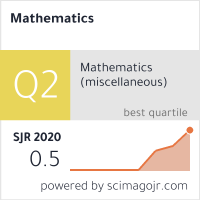 Mathematics
Q2
Mathematics
(miscellaneous)
best quartile
SJR 2020
0.5
powered by scimagojr.com